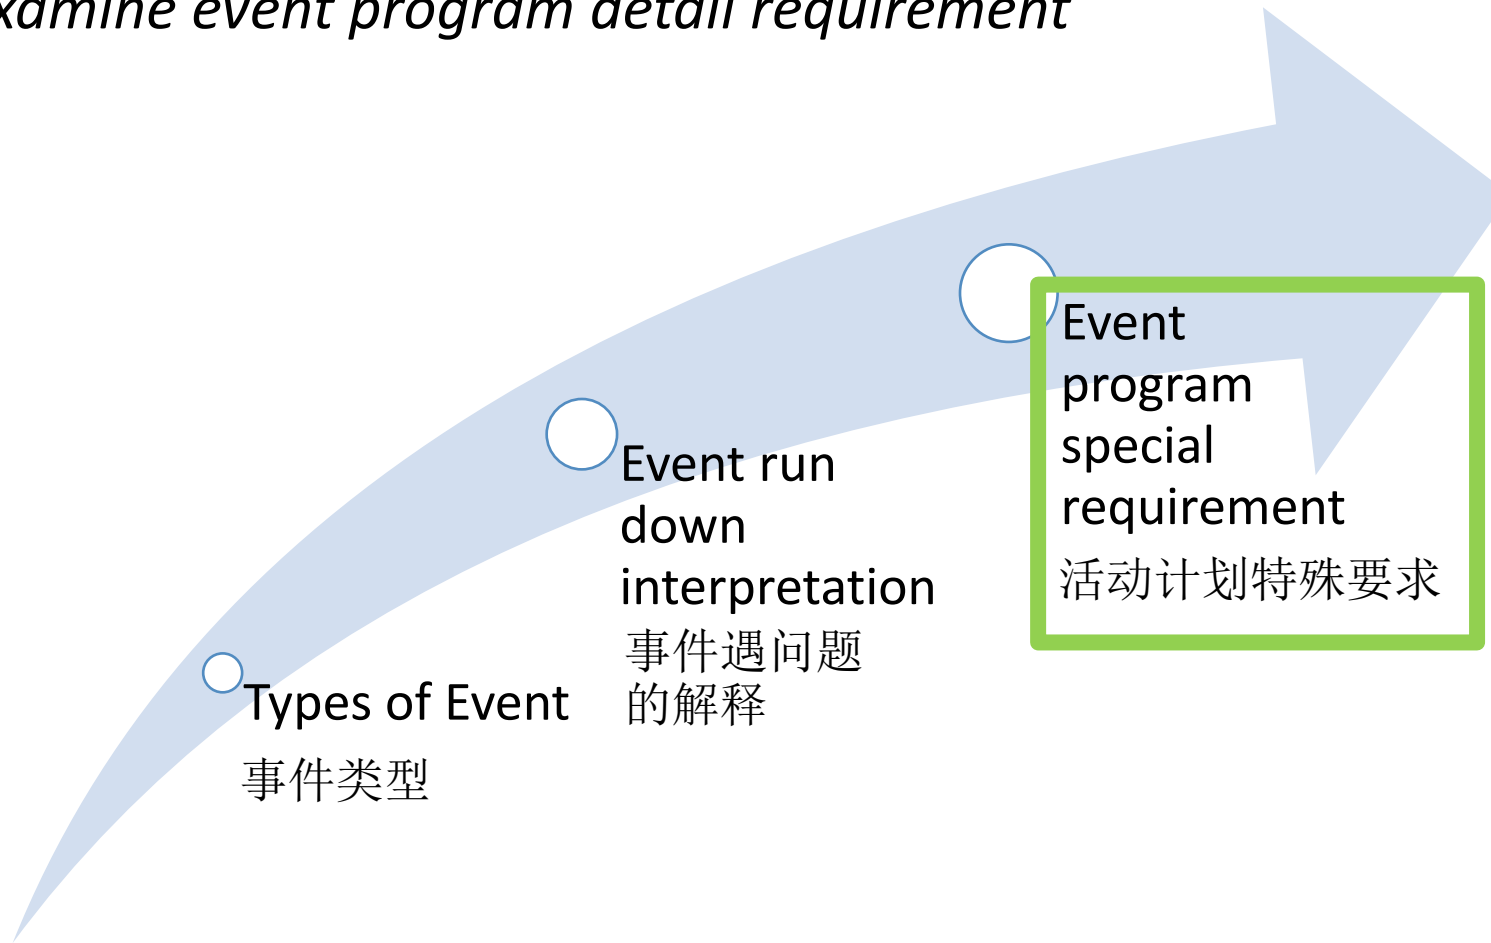 xamine event program detail requirement
Types of Event
事件类型
Event run
down
interpretation
事件遇问题
的解释
Event
program
special
requirement
活动计划特殊要求